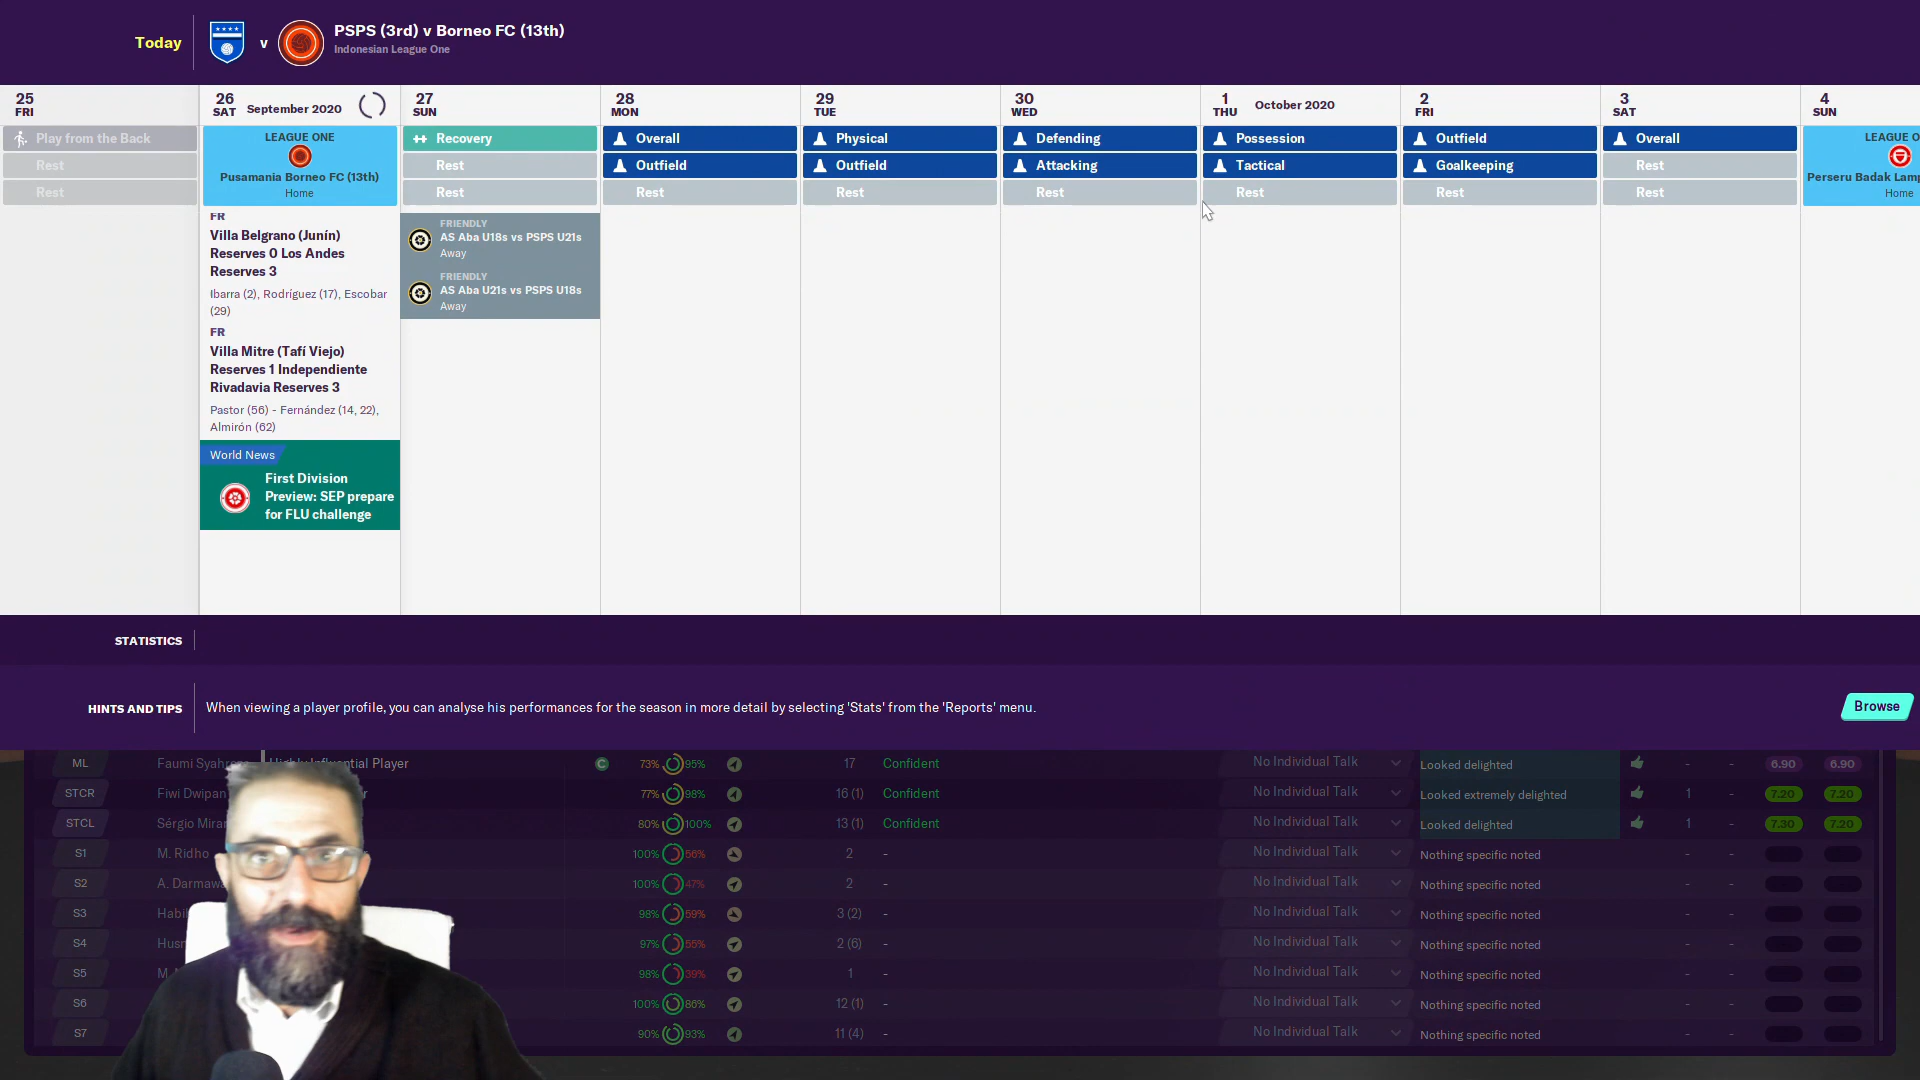 Today
v
PSPS (3rd) v Borneo FC (13th)
Indonesian League One
25
FRI
26
SAT
September 2020
27
SUN
28
MON
29
TUE
30
WED
1
THU
October 2020
2
FRI
3
SAT
4
SUN
Play from the Back
Rest
Rest
LEAGUE ONE
Pusamania Borneo FC (13th)
Home
Recovery
Rest
Rest
Overall
Outfield
Rest
Physical
Outfield
Rest
Defending
Attacking
Rest
Possession
Tactical
Rest
Outfield
Goalkeeping
Rest
Overall
Rest
Rest
LEAGUE O
Perseru Badak Lamp
Home
FR
Villa Belgrano (Junín)
Reserves 0 Los Andes
Reserves 3
Ibarra (2), Rodríguez (17), Escobar
(29)
FR
Villa Mitre (Tafí Viejo)
Reserves 1 Independiente
Rivadavia Reserves 3
Pastor (56) - Fernández (14, 22),
Almirón (62)
World News
First Division
Preview: SEP prepare
for FLU challenge
FRIENDLY
AS Aba U18s vs PSPS U21s
Away
FRIENDLY
AS Aba U21s vs PSPS U18s
Away
STATISTICS
HINTS AND TIPS
When viewing a player profile, you can analyse his performances for the season in more detail by selecting 'Stats' from the 'Reports' menu.
Browse
ML Faumi Highly Influential Player C 73% 95% 17 Confident No Individual Talk Looked delighted - - 6.90 6.90
STCR Fiwi Dwipan 77% 98% 16 (1) Confident No Individual Talk Looked extremely delighted 1 - 7.20 7.20
STCL Sérgio Mira 80% 100% 13 (1) Confident No Individual Talk Looked delighted 1 - 7.30 7.20
S1 M. Ridho 100% 56% 2 - No Individual Talk Nothing specific noted - -
S2 A. Darmaw 100% 47% 2 - No Individual Talk Nothing specific noted - -
S3 Habi 98% 59% 3 (2) - No Individual Talk Nothing specific noted - -
S4 Husn 97% 55% 2 (6) - No Individual Talk Nothing specific noted - -
S5 M. 98% 39% 1 - No Individual Talk Nothing specific noted - -
S6 100% 86% 12 (1) - No Individual Talk Nothing specific noted - -
S7 90% 93% 11 (4) - No Individual Talk Nothing specific noted - -